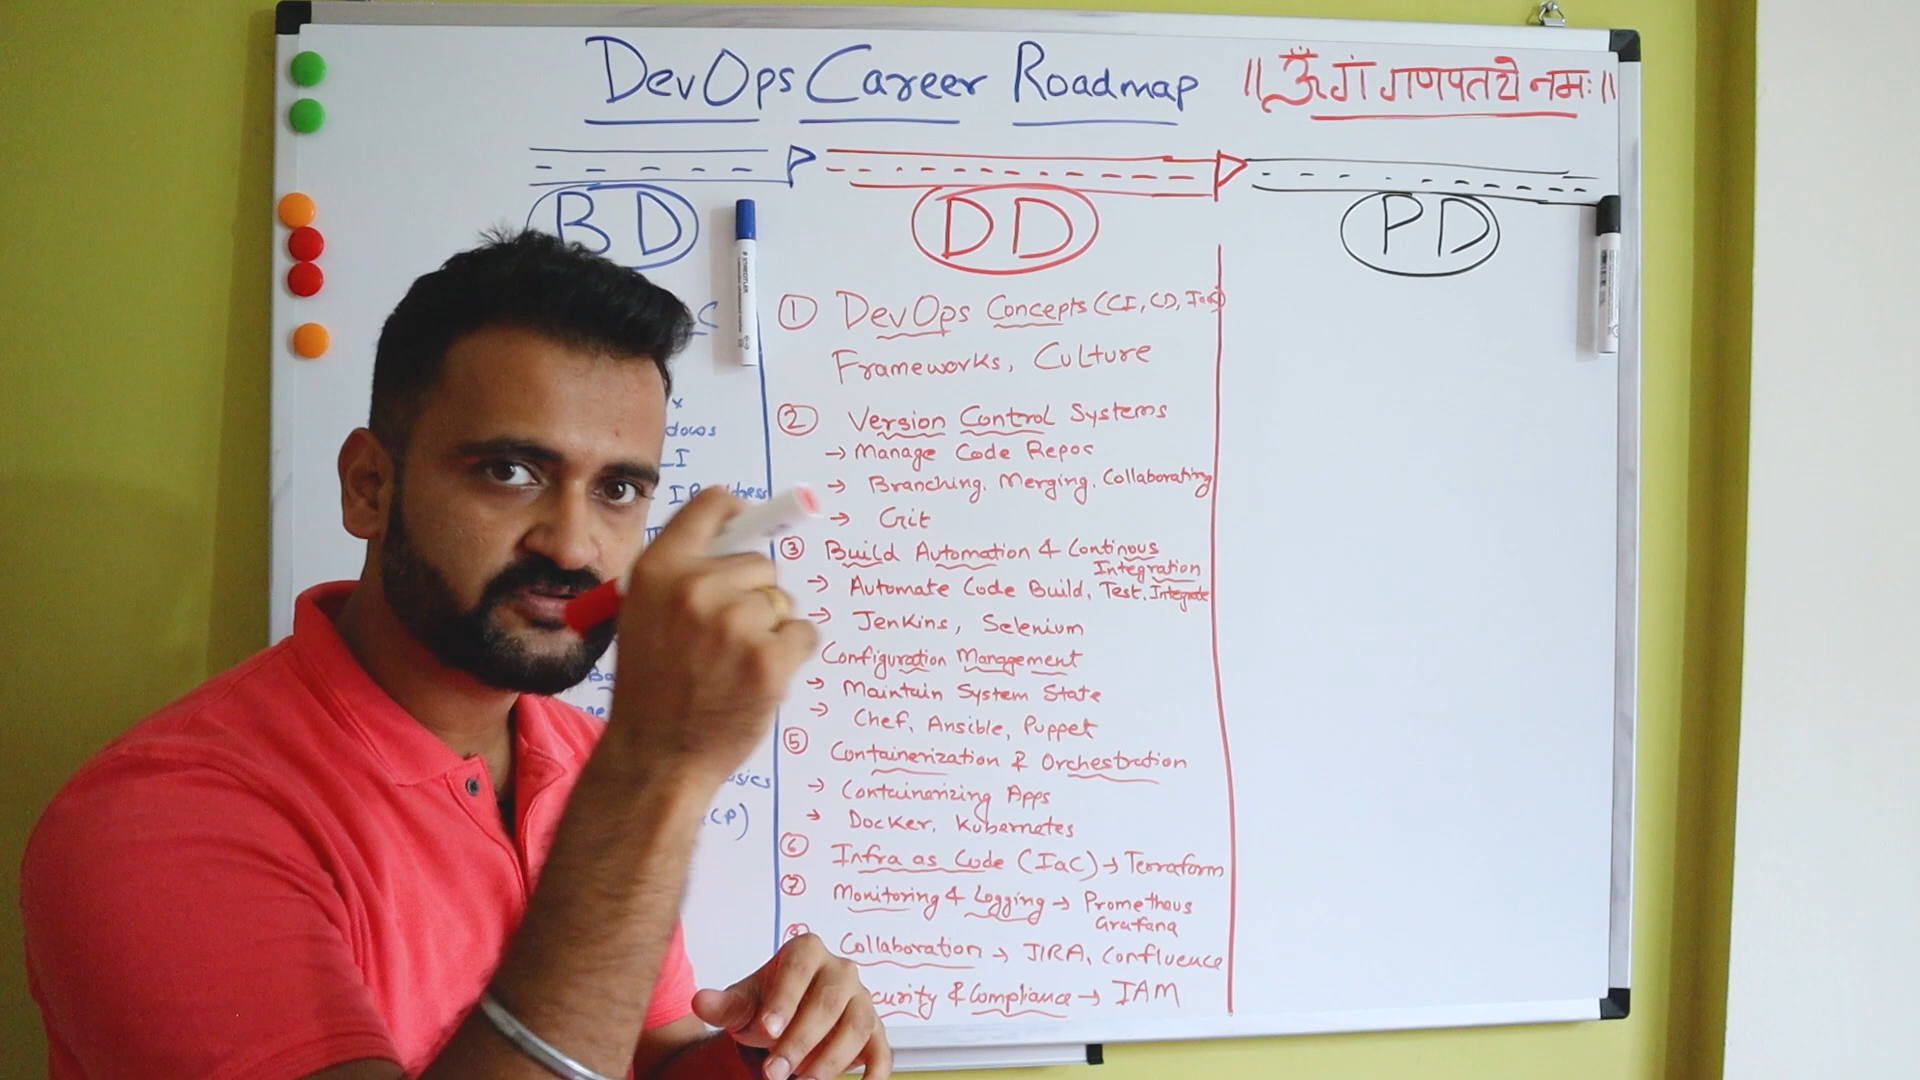 DevOps Career Roadmap
॥ ॐ गं गणपतये नमः ॥
BD
DD
PD
① DevOps Concepts (CI, CD, IaC)
Frameworks, Culture
② Version Control Systems
→ Manage Code Repos
→ Branching, Merging, Collaborating
→ Git
③ Build Automation & Continous
Integration
→ Automate Code Build, Test, Integrate
→ Jenkins, Selenium
Configuration Management
→ Maintain System State
→ Chef, Ansible, Puppet
⑤ Containerization & Orchestration
→ Containerizing Apps
→ Docker, Kubernetes
⑥ Infra as Code (IaC) → Terraform
⑦ Monitoring & Logging → Prometheus
Grafana
Collaboration → JIRA, Confluence
& Compliance → IAM